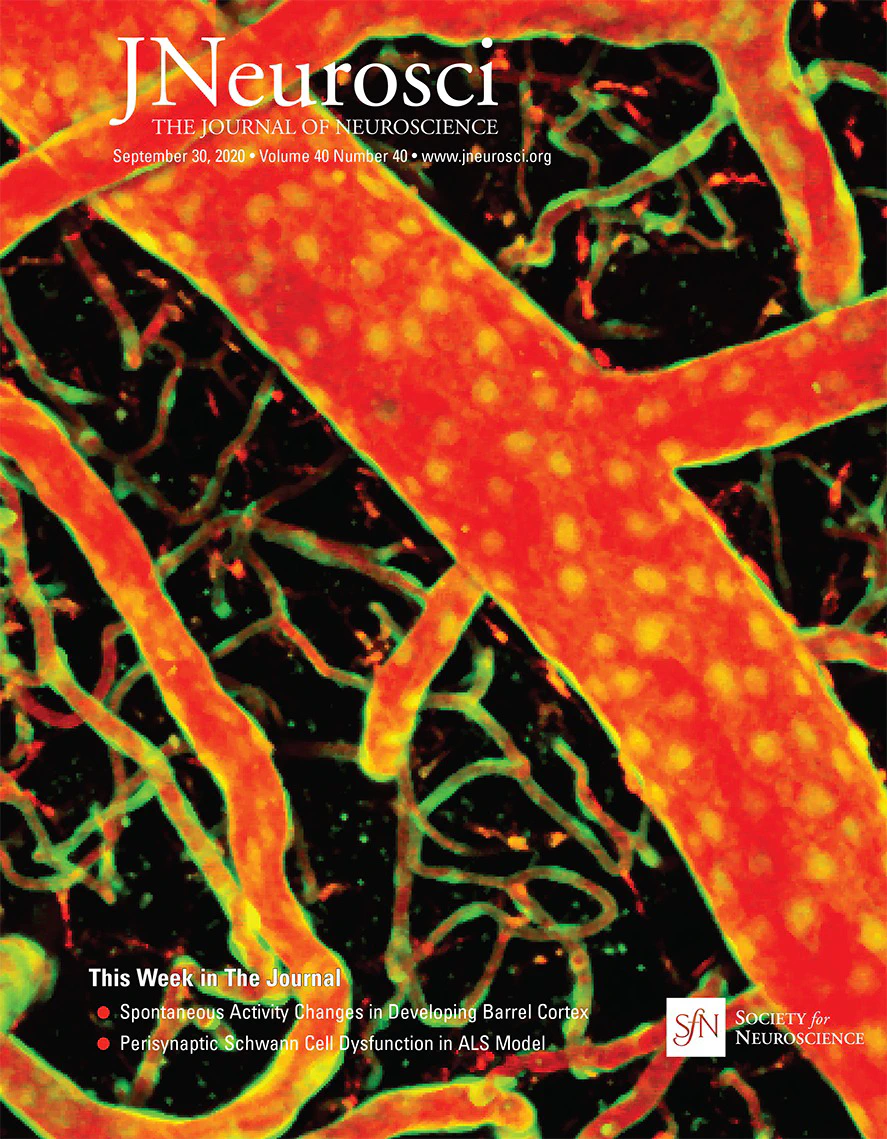 JNeurosci
THE JOURNAL OF NEUROSCIENCE
September 30, 2020 • Volume 40 Number 40 • www.jneurosci.org
This Week in The Journal
● Spontaneous Activity Changes in Developing Barrel Cortex
● Perisynaptic Schwann Cell Dysfunction in ALS Model
SfN
SOCIETY for
NEUROSCIENCE